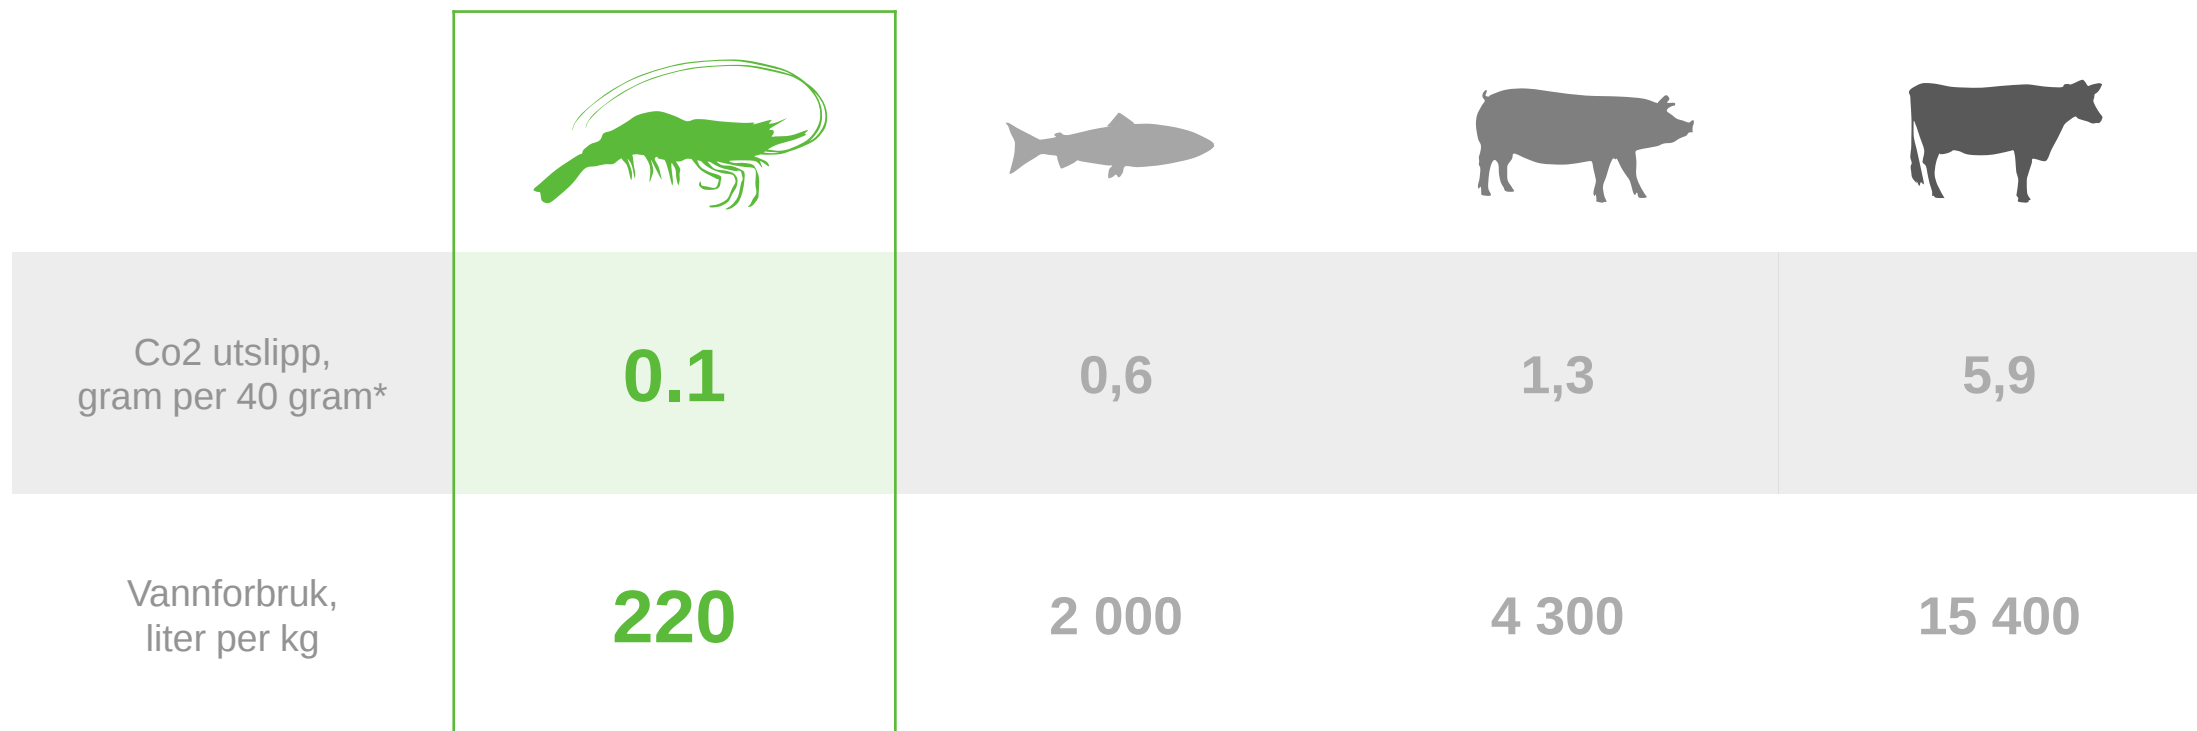 Co2 utslipp,
gram per 40 gram*
0.1
0,6
1,3
5,9
Vannforbruk,
liter per kg
220
2 000
4 300
15 400